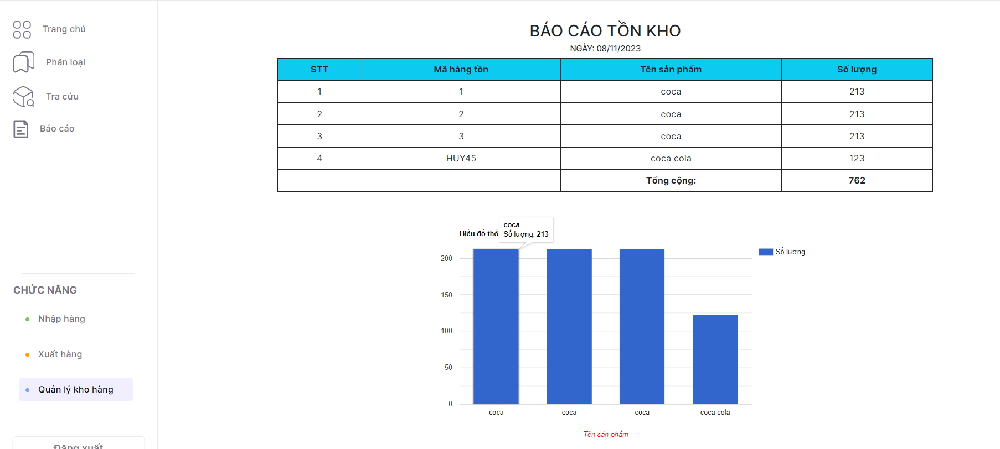 Trang chủ
Phân loại
Tra cứu
Báo cáo
CHỨC NĂNG
Nhập hàng
Xuất hàng
Quản lý kho hàng
Đăng xuất
BÁO CÁO TỒN KHO
NGÀY: 08/11/2023
STT Mã hàng tồn Tên sản phẩm Số lượng
1 1 coca 213
2 2 coca 213
3 3 coca 213
4 HUY45 coca cola 123
Tổng cộng: 762
Biểu đồ
coca
Số lượng: 213
Số lượng
200
150
100
50
0
coca coca coca coca cola
Tên sản phẩm